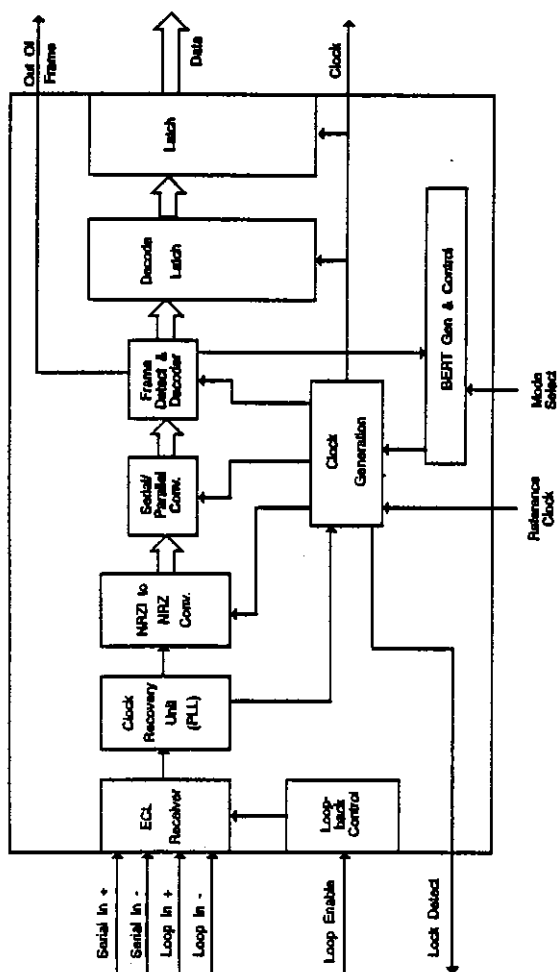 Out Of
Frame
Data
Clock
Latch
Decode
Latch
Frame
Detect &
Decoder
Serial/
Parallel
Conv.
NRZI to
NRZ
Conv.
Clock
Recovery
Unit
(PLL)
ECL
Receiver
Loop-
back
Control
Clock
Generation
BERT Gen & Control
Serial In +
Serial In -
Loop In +
Loop In -
Loop Enable
Lock Detect
Reference
Clock
Mode
Select